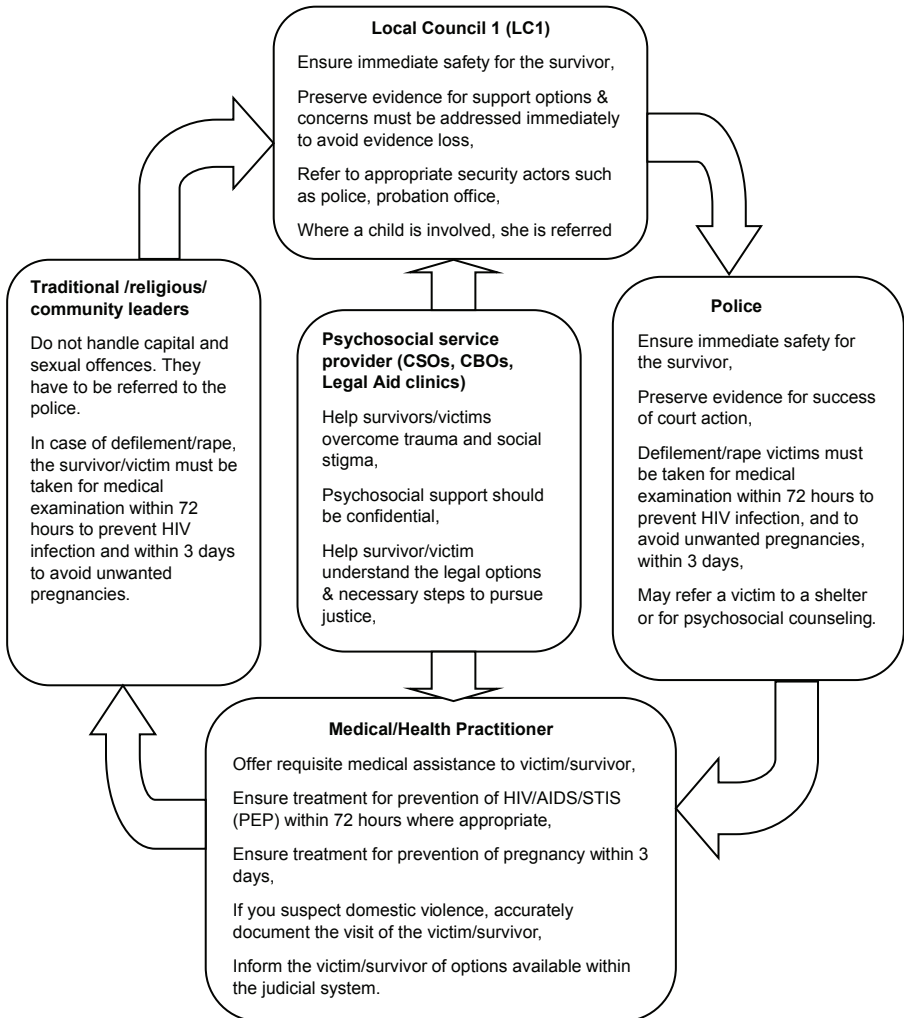 Local Council 1 (LC1)
Ensure immediate safety for the survivor,
Preserve evidence for support options &
concerns must be addressed immediately
to avoid evidence loss,
Refer to appropriate security actors such
as police, probation office,
Where a child is involved, she is referred
Traditional /religious/
community leaders
Do not handle capital and
sexual offences. They
have to be referred to the
police.
In case of defilement/rape,
the survivor/victim must be
taken for medical
examination within 72
hours to prevent HIV
infection and within 3 days
to avoid unwanted
pregnancies.
Psychosocial service
provider (CSOs, CBOs,
Legal Aid clinics)
Help survivors/victims
overcome trauma and social
stigma,
Psychosocial support should
be confidential,
Help survivor/victim
understand the legal options
& necessary steps to pursue
justice,
Police
Ensure immediate safety for
the survivor,
Preserve evidence for success
of court action,
Defilement/rape victims must
be taken for medical
examination within 72 hours to
prevent HIV infection, and to
avoid unwanted pregnancies,
within 3 days,
May refer a victim to a shelter
or for psychosocial counseling.
Medical/Health Practitioner
Offer requisite medical assistance to victim/survivor,
Ensure treatment for prevention of HIV/AIDS/STIS
(PEP) within 72 hours where appropriate,
Ensure treatment for prevention of pregnancy within 3
days,
If you suspect domestic violence, accurately
document the visit of the victim/survivor,
Inform the victim/survivor of options available within
the judicial system.